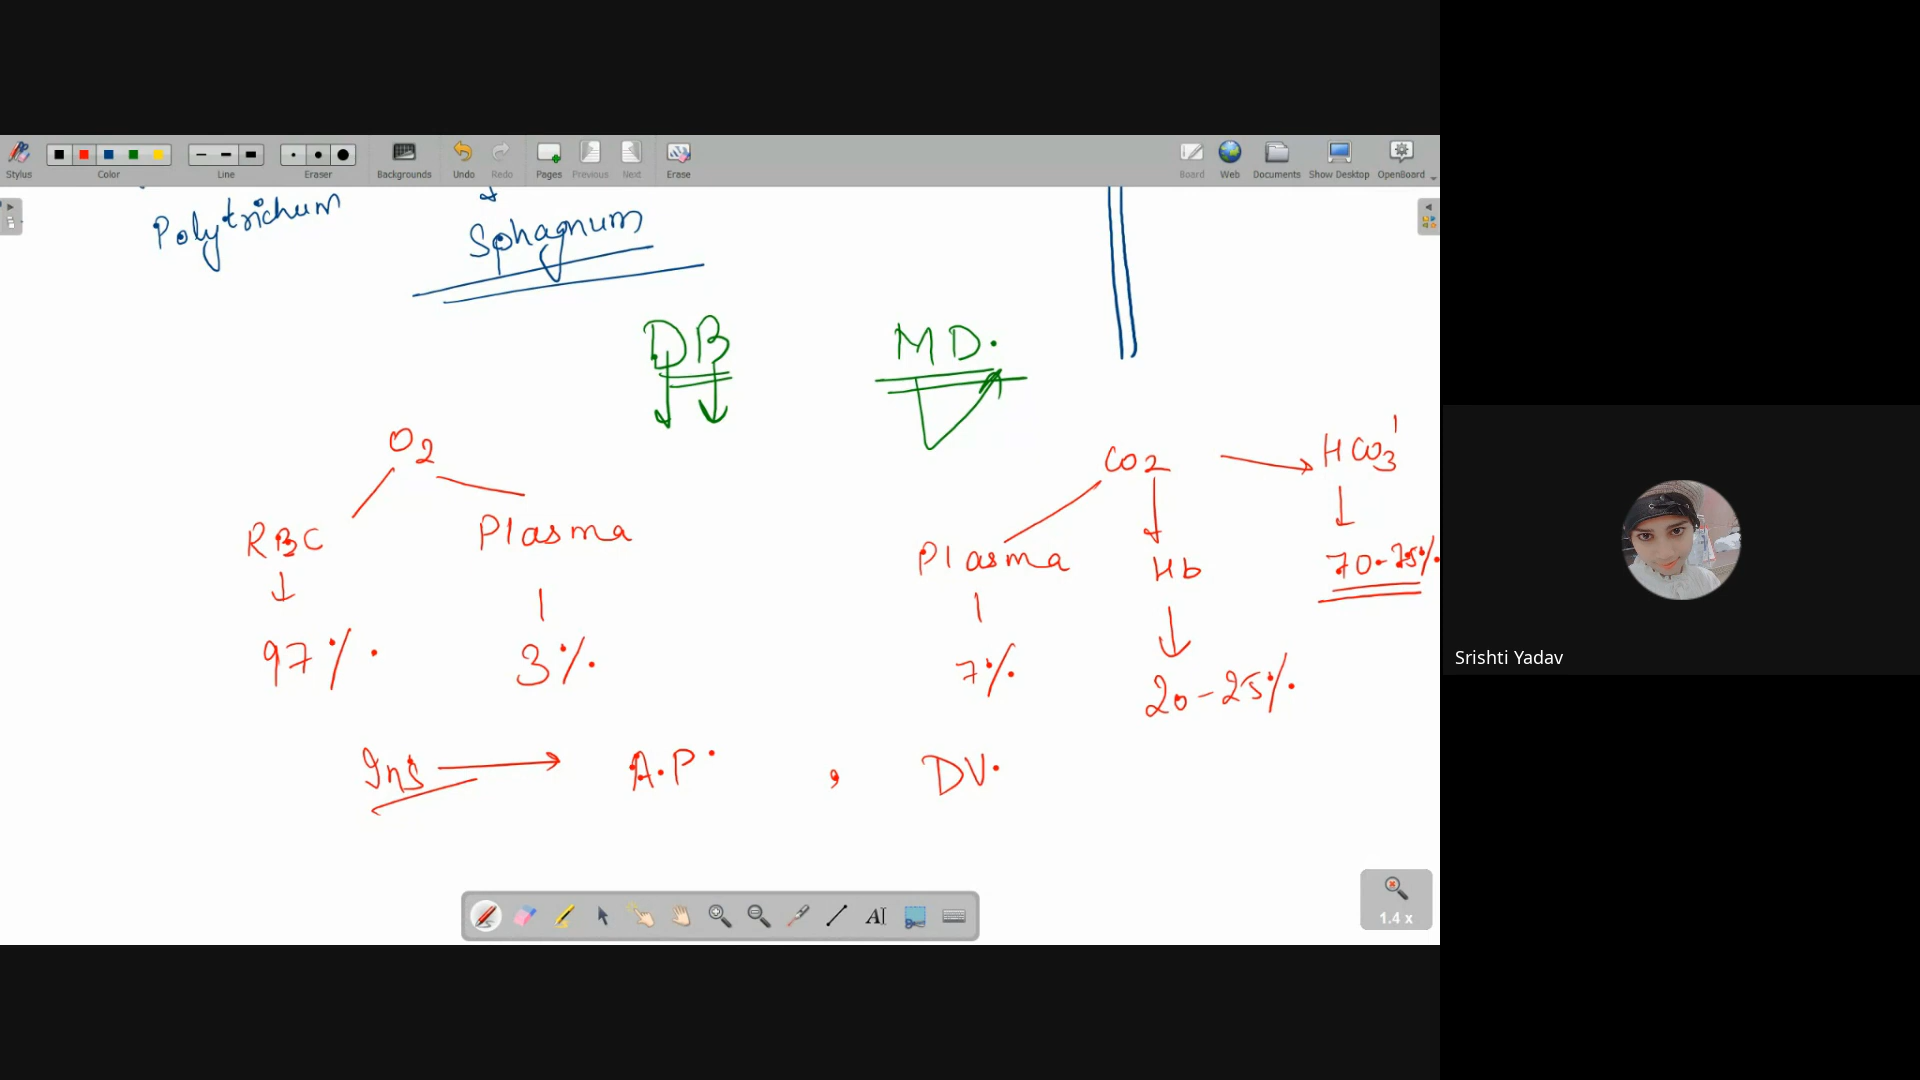 Stylus Color Line Eraser Backgrounds Undo Redo Pages Previous Next Erase Board Web Documents Show Desktop OpenBoard
Polytrichum Sphagnum
DB MD.
O2 CO2 → HCO3'
RBC Plasma Plasma Hb 70-75%
97% 3% 7% 20-25%
Ins → A.P. , DV.
1.4 x
Srishti Yadav